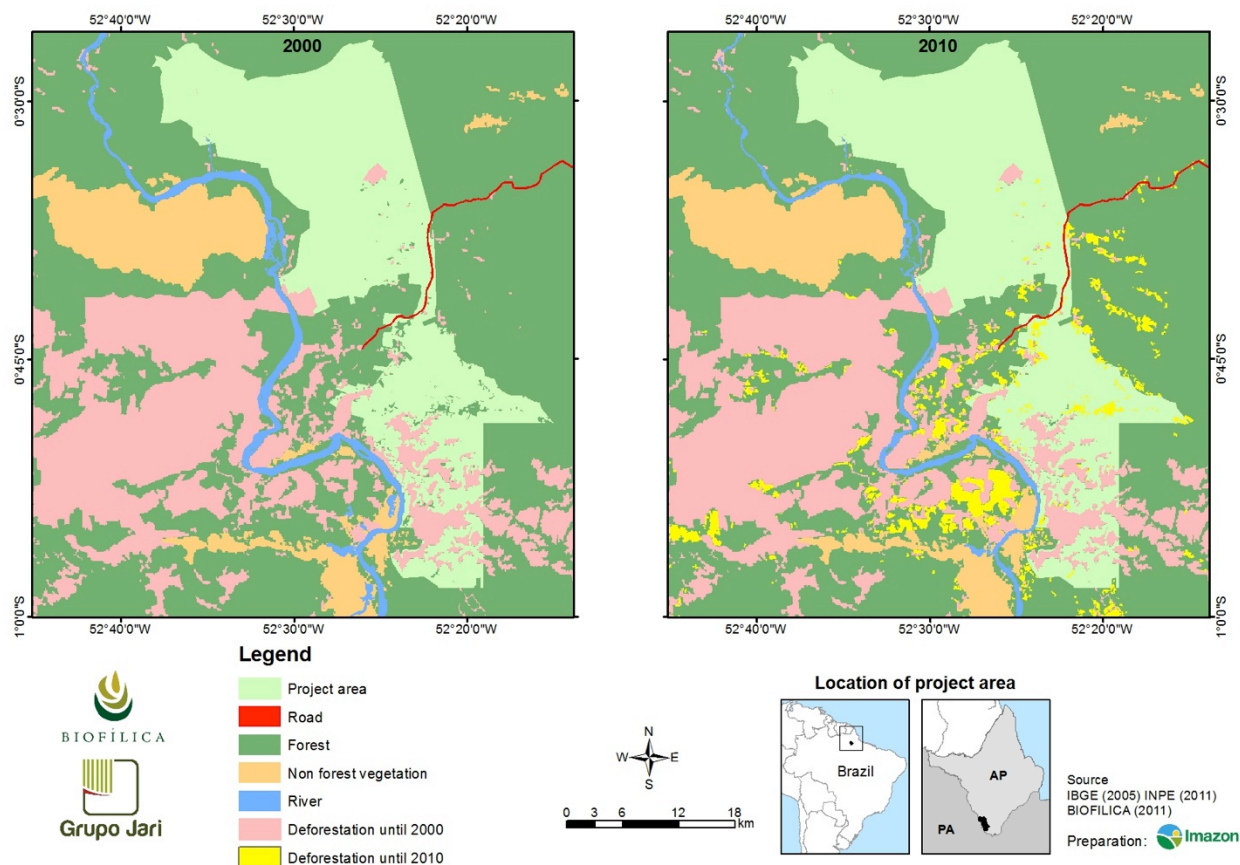 52°40'0"W 52°30'0"W 52°20'0"W
52°40'0"W 52°30'0"W 52°20'0"W
2000
2010
0°30'0"S
0°45'0"S
1°0'0"S
0°30'0"S
0°45'0"S
1°0'0"S
52°40'0"W 52°30'0"W 52°20'0"W
52°40'0"W 52°30'0"W 52°20'0"W
BIOFÍLICA
Grupo Jari
Legend
Project area
Road
Forest
Non forest vegetation
River
Deforestation until 2000
Deforestation until 2010
N
W E
S
0 3 6 12 18
km
Location of project area
Brazil
AP
PA
Source
IBGE (2005) INPE (2011)
BIOFILICA (2011)
Preparation: Imazon